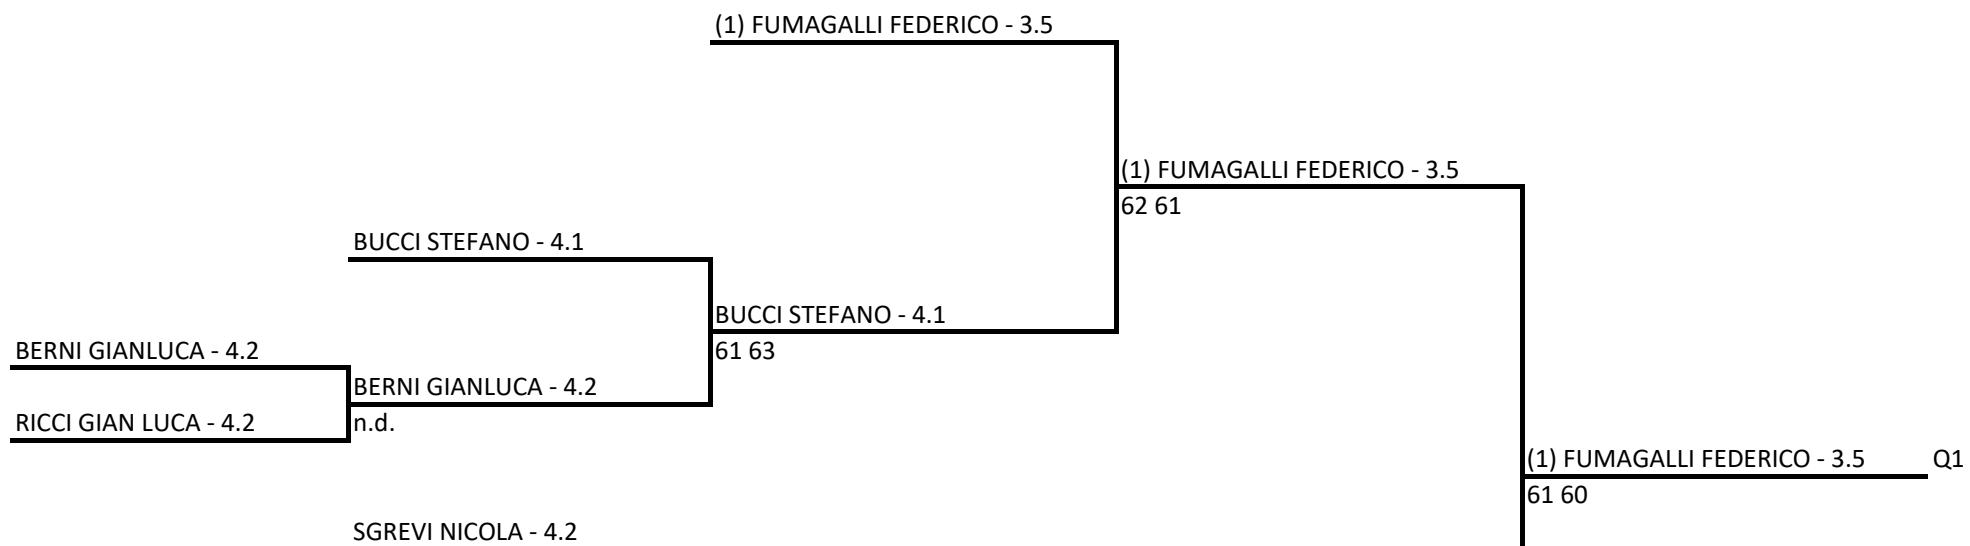 (1) FUMAGALLI FEDERICO - 3.5
(1) FUMAGALLI FEDERICO - 3.5
62 61
BUCCI STEFANO - 4.1
BUCCI STEFANO - 4.1
BERNI GIANLUCA - 4.2
61 63
BERNI GIANLUCA - 4.2
RICCI GIAN LUCA - 4.2
n.d.
(1) FUMAGALLI FEDERICO - 3.5 Q1
61 60
SGREVI NICOLA - 4.2